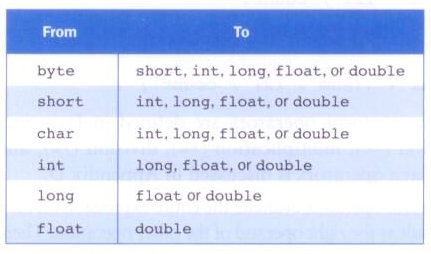 From To
byte short, int, long, float, or double
short int, long, float, or double
char int, long, float, or double
int long, float, or double
long float or double
float double